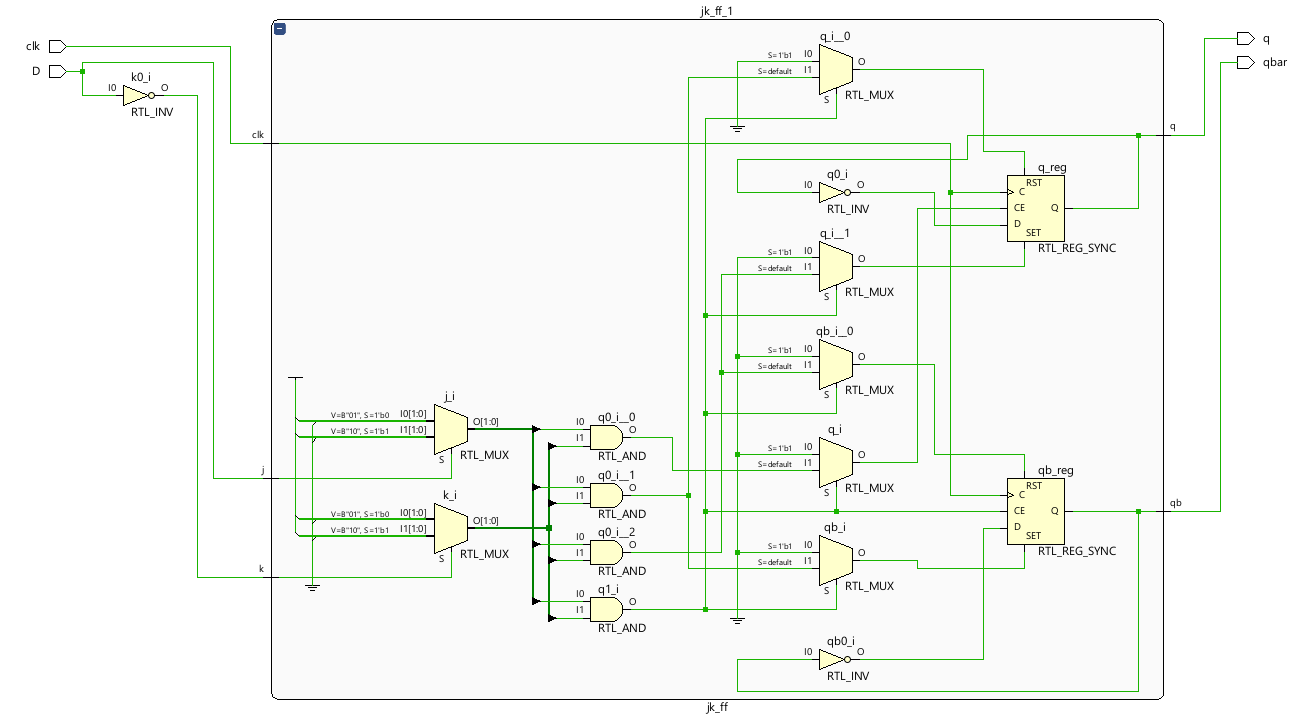 jk_ff_1
clk
D
k0_i
I0
O
RTL_INV
clk
j
k
V=B"01", S=1'b0
V=B"10", S=1'b1
I0[1:0]
I1[1:0]
j_i
O[1:0]
S
RTL_MUX
V=B"01", S=1'b0
V=B"10", S=1'b1
I0[1:0]
I1[1:0]
k_i
O[1:0]
S
RTL_MUX
q0_i__0
I0
I1
O
RTL_AND
q0_i__1
I0
I1
O
RTL_AND
q0_i__2
I0
I1
O
RTL_AND
q1_i
I0
I1
O
RTL_AND
q_i__0
S=1'b1
I0
S=default
I1
O
S
RTL_MUX
q0_i
I0
O
RTL_INV
q_i__1
S=1'b1
I0
S=default
I1
O
S
RTL_MUX
qb_i__0
S=1'b1
I0
S=default
I1
O
S
RTL_MUX
q_i
S=1'b1
I0
S=default
I1
O
S
RTL_MUX
qb_i
S=1'b1
I0
S=default
I1
O
S
RTL_MUX
qb0_i
I0
O
RTL_INV
q_reg
RST
C
CE
Q
D
SET
RTL_REG_SYNC
qb_reg
RST
C
CE
Q
D
SET
RTL_REG_SYNC
q
qb
q
qbar
jk_ff